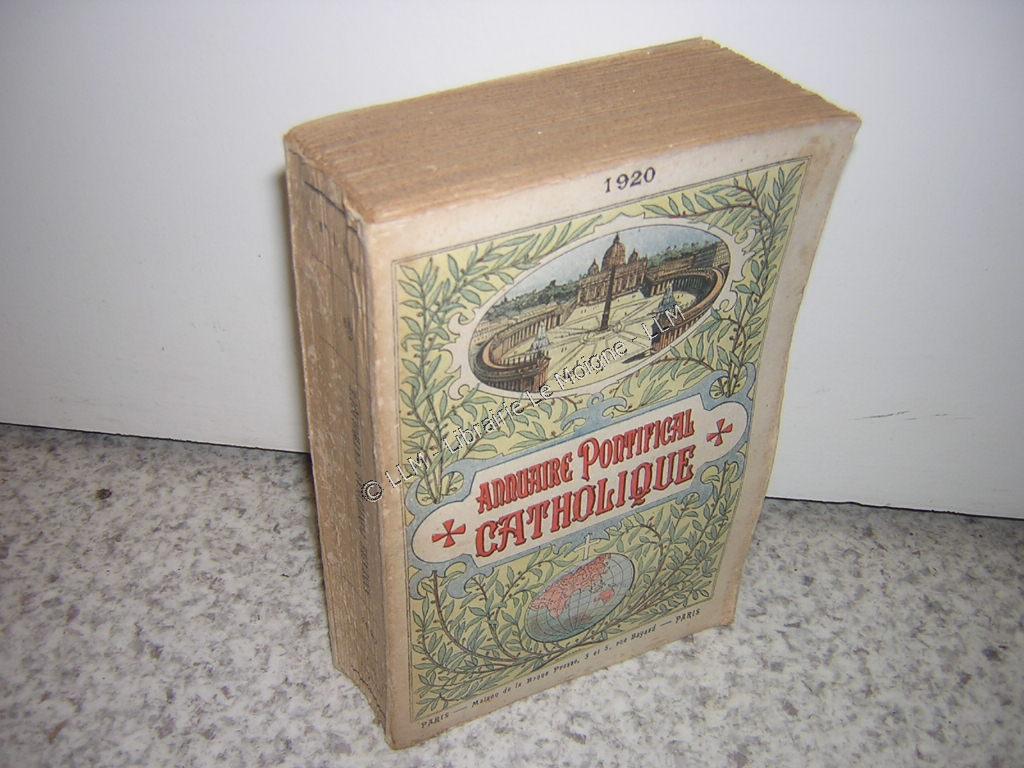 1920
ANNUAIRE PONTIFICAL
CATHOLIQUE
PARIS — Maison de la Bonne Presse, 3 et 5, rue Bayard — PARIS
© LLM - Librairie Le Moigne - LLM